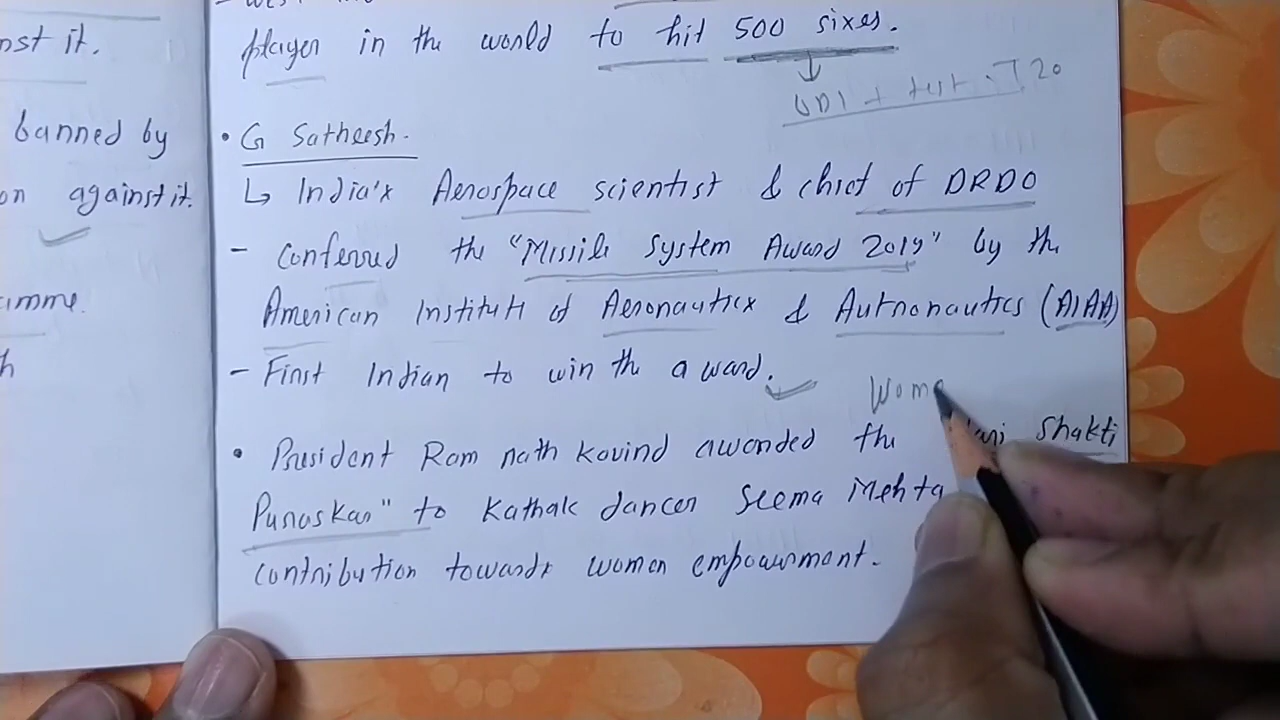 nst it.
banned by
on against it.
amme.
h
player in the world to hit 500 sixes.
ODI + test + T20
• G Satheesh.
↳ India's Aerospace scientist & chief of DRDO
- Conferred the "Missile System Award 2019" by the
American Institute of Aeronautics & Autronautics (AIAA)
- First Indian to win the award.
Wome
• President Ram nath Kovind awarded the Nari Shakti
Puraskar" to Kathak dancer Seema Mehta
contribution towards women empowerment.